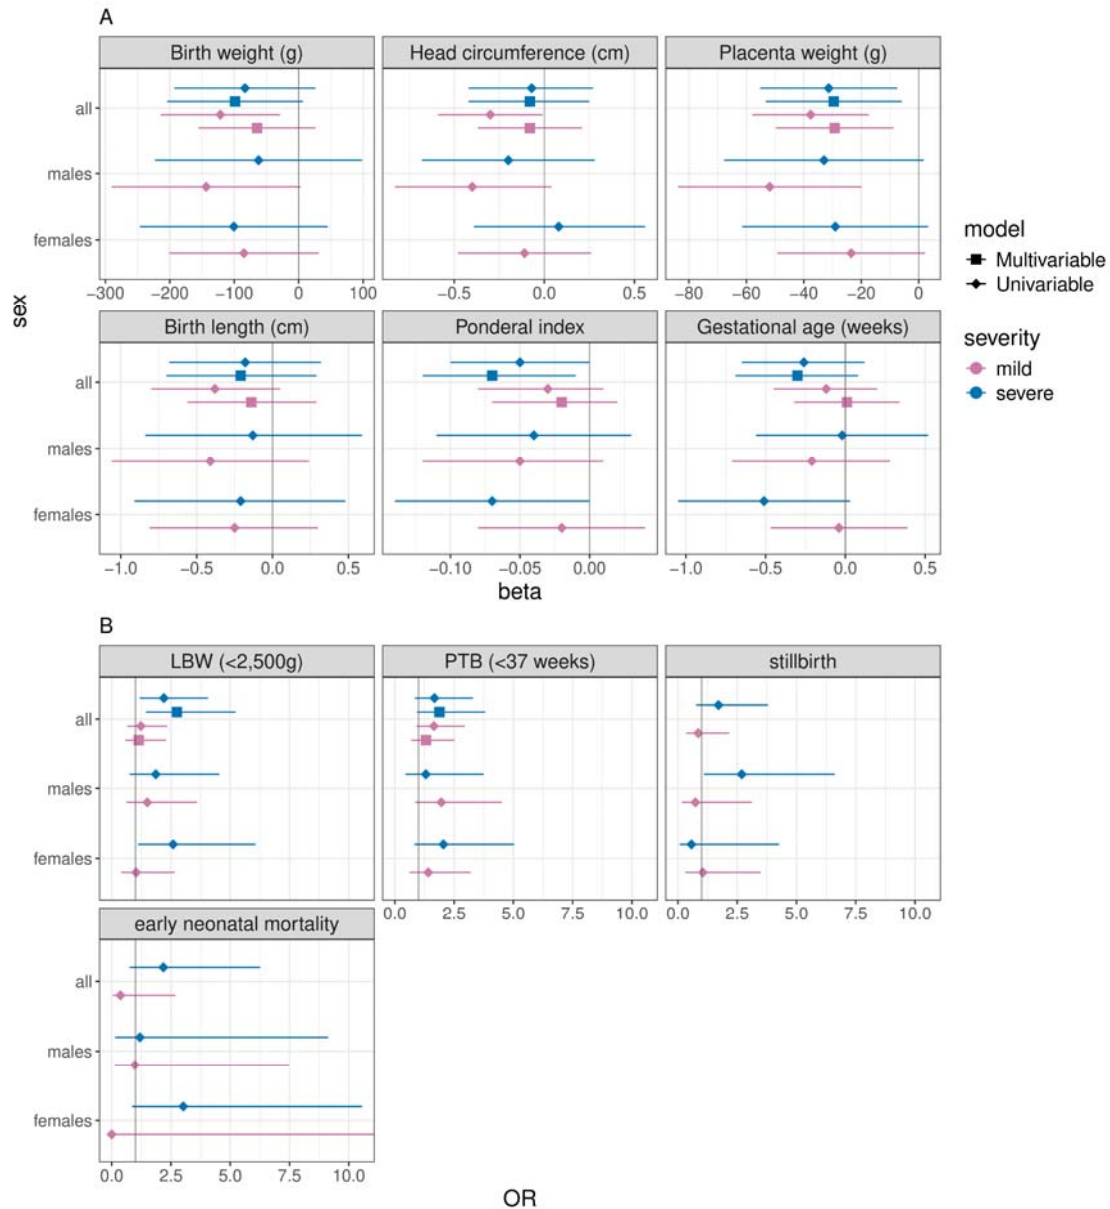 A
Birth weight (g) Head circumference (cm) Placenta weight (g)
all
males
females
−300 −200 −100 0 100 −0.5 0.0 0.5 −80 −60 −40 −20 0
Birth length (cm) Ponderal index Gestational age (weeks)
all
males
females
−1.0 −0.5 0.0 0.5 −0.10 −0.05 0.00 −1.0 −0.5 0.0 0.5
beta
sex
model
Multivariable
Univariable
severity
mild
severe
B
LBW (<2,500g) PTB (<37 weeks) stillbirth
all
males
females
0.0 2.5 5.0 7.5 10.0 0.0 2.5 5.0 7.5 10.0
early neonatal mortality
all
males
females
0.0 2.5 5.0 7.5 10.0
OR